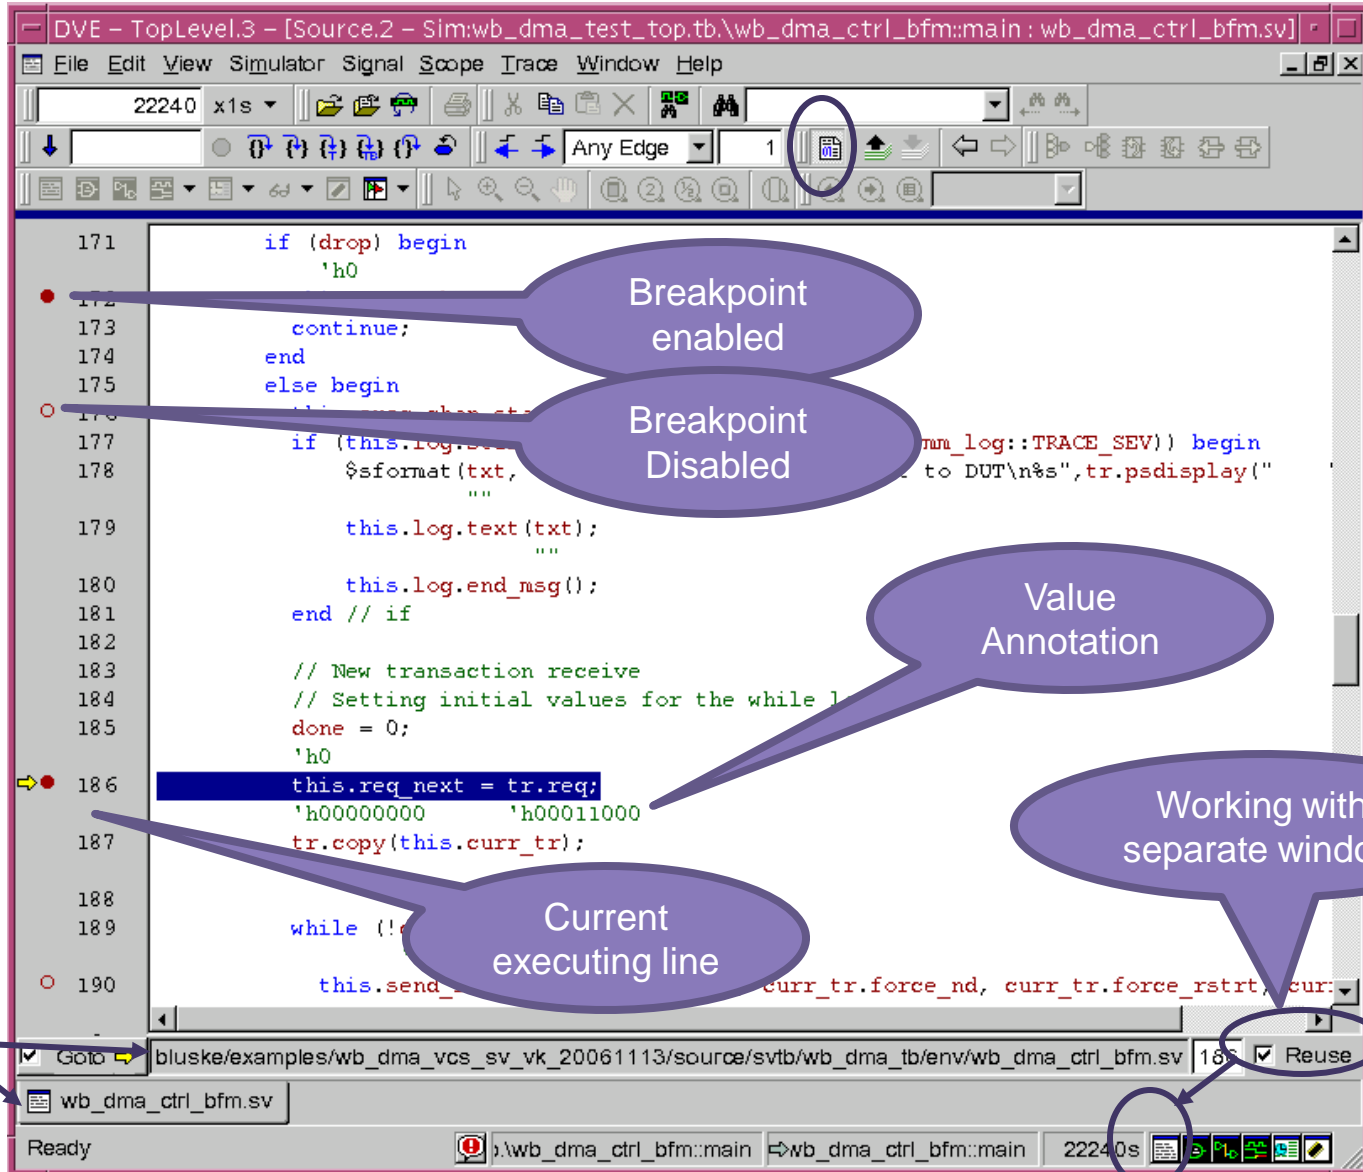 DVE – TopLevel.3 – [Source.2 – Sim:wb_dma_test_top.tb.\wb_dma_ctrl_bfm::main : wb_dma_ctrl_bfm.sv]
File Edit View Simulator Signal Scope Trace Window Help
22240 x1s
Any Edge 1
171 if (drop) begin
'h0
172
173 continue;
174 end
175 else begin
176
177 if (this.log. mm_log::TRACE_SEV)) begin
178 $sformat(txt, to DUT\n%s",tr.psdisplay("
""
179 this.log.text(txt);
""
180 this.log.end_msg();
181 end // if
182
183 // New transaction receive
184 // Setting initial values for the while
185 done = 0;
'h0
186 this.req_next = tr.req;
'h00000000 'h00011000
187 tr.copy(this.curr_tr);
188
189 while (!
190 this.send_ curr_tr.force_nd, curr_tr.force_rstrt, curr
Breakpoint
enabled
Breakpoint
Disabled
Value
Annotation
Working with
separate
Current
executing line
Goto bluske/examples/wb_dma_vcs_sv_vk_20061113/source/svtb/wb_dma_tb/env/wb_dma_ctrl_bfm.sv 186 Reuse
wb_dma_ctrl_bfm.sv
Ready .\wb_dma_ctrl_bfm::main wb_dma_ctrl_bfm::main 22240s